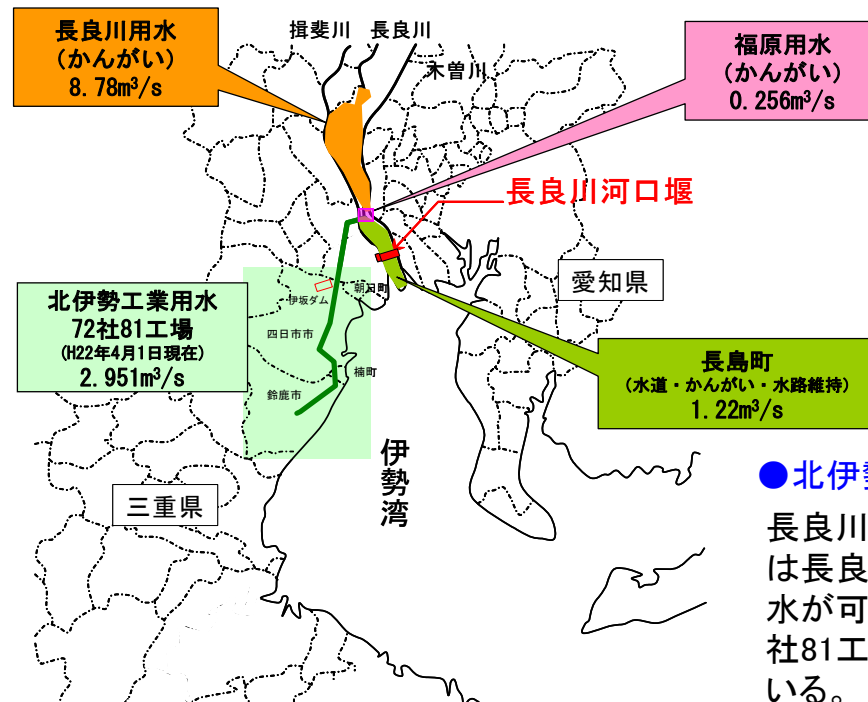 長良川用水
(かんがい)
8.78m³/s
揖斐川
長良川
木曽川
福原用水
(かんがい)
0.256m³/s
長良川河口堰
愛知県
北伊勢工業用水
72社81工場
(H22年4月1日現在)
2.951m³/s
伊坂ダム
朝日町
四日市市
楠町
鈴鹿市
長島町
(水道・かんがい・水路維持)
1.22m³/s
伊勢湾
三重県
●北伊勢
長良川
は長良
水が可
社81工
いる。